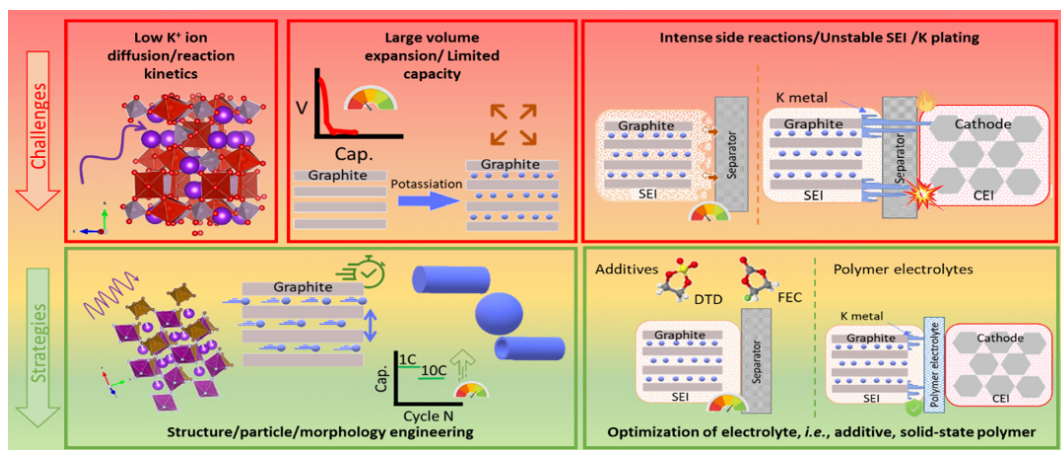 Challenges
Low K⁺ ion
diffusion/reaction
kinetics
Large volume
expansion/ Limited
capacity
V
Cap.
Graphite
Potassiation
Graphite
Intense side reactions/Unstable SEI /K plating
Graphite
SEI
Separator
K metal
Graphite
SEI
Separator
Cathode
CEI
Strategies
Graphite
1C
10C
Cap.
Cycle N
Structure/particle/morphology engineering
Additives
DTD
FEC
Graphite
SEI
Separator
Polymer electrolytes
K metal
Graphite
SEI
Polymer electrolyte
Cathode
CEI
Optimization of electrolyte, i.e., additive, solid-state polymer